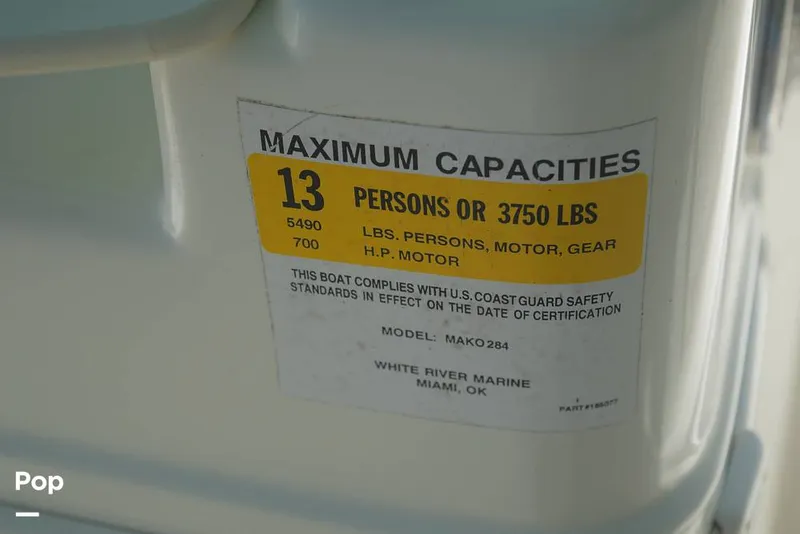 MAXIMUM CAPACITIES
13 PERSONS OR 3750 LBS
5490 LBS. PERSONS, MOTOR, GEAR
700 H.P. MOTOR
THIS BOAT COMPLIES WITH U.S. COAST GUARD SAFETY
STANDARDS IN EFFECT ON THE DATE OF CERTIFICATION
MODEL: MAKO 284
WHITE RIVER MARINE
MIAMI, OK
Pop